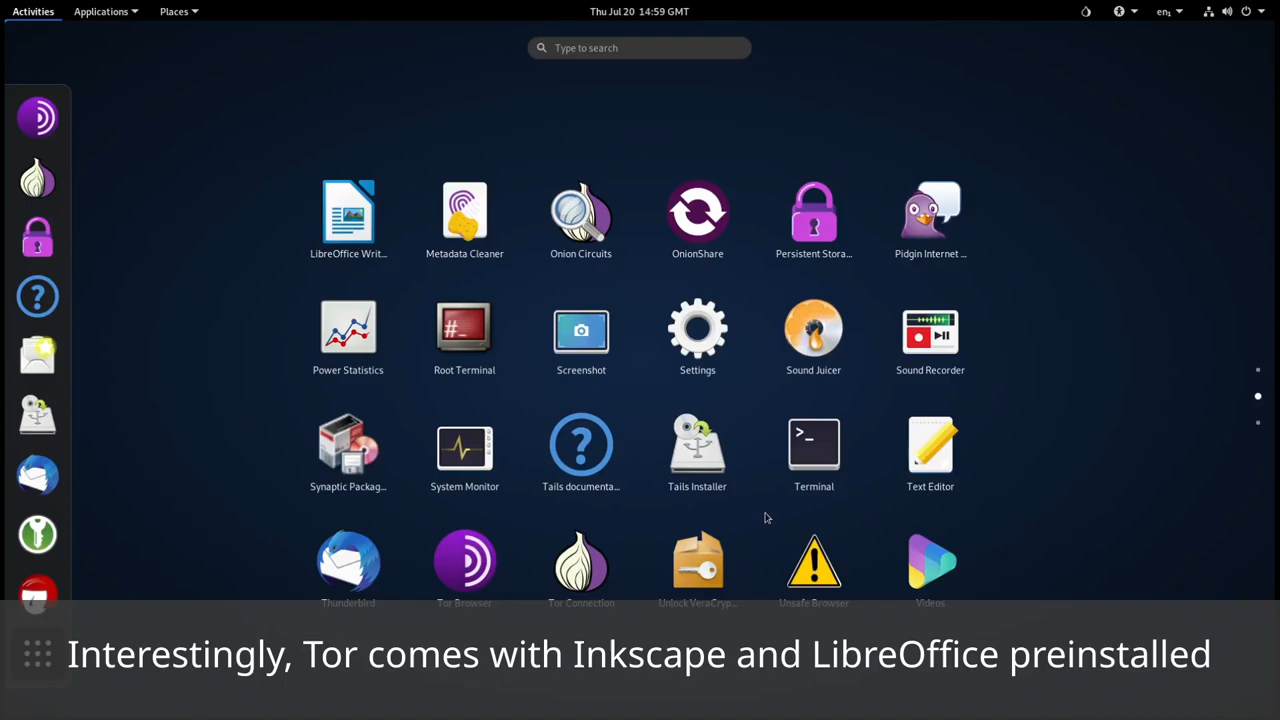 Activities Applications Places Thu Jul 20 14:59 GMT en₁
Type to search
LibreOffice Writ... Metadata Cleaner Onion Circuits OnionShare Persistent Stora... Pidgin Internet ...
#_
Power Statistics Root Terminal Screenshot Settings Sound Juicer Sound Recorder
>_
Synaptic Packag... System Monitor Tails documenta... Tails Installer Terminal Text Editor
Thunderbird Tor Browser Tor Connection Unlock VeraCryp... Unsafe Browser Videos
Interestingly, Tor comes with Inkscape and LibreOffice preinstalled